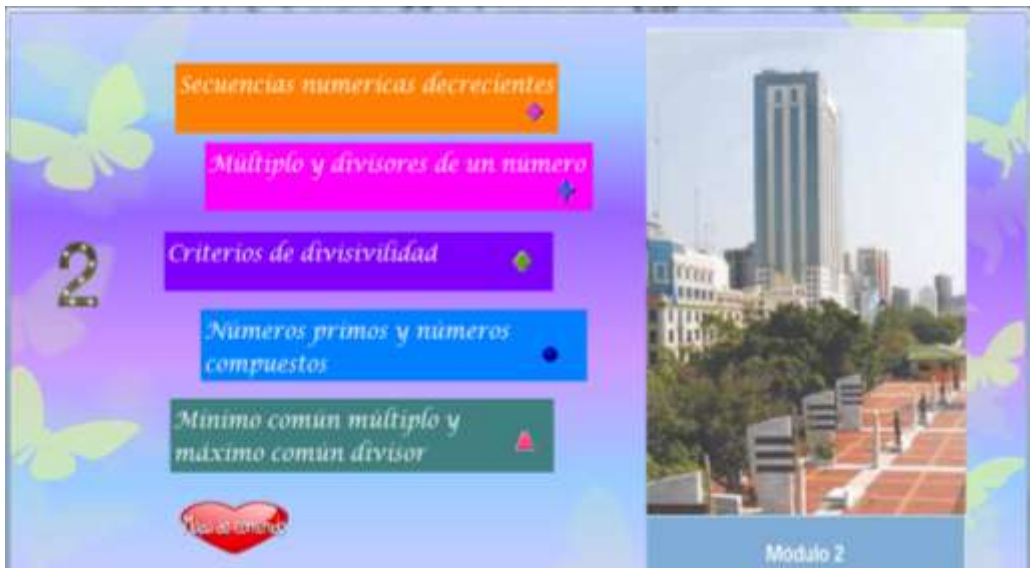 Secuencias numericas decrecientes
Múltiplo y divisores de un número
2
Criterios de divisivilidad
Números primos y números
compuestos
Mínimo común múltiplo y
máximo común divisor
Módulo 2